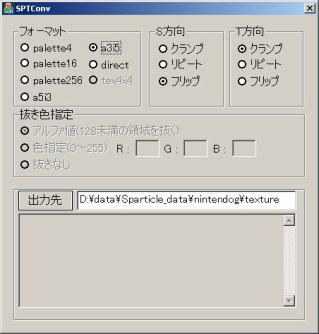 SPTConv
フォーマット
palette4
palette16
palette256
a5i3
a3i5
direct
tex4x4
S方向
クランプ
リピート
フリップ
T方向
クランプ
リピート
フリップ
抜き色指定
アルファ値(128未満の領域を抜く)
色指定(0～255) R: G: B:
抜きなし
出力先 D:¥data¥Sparticle_data¥nintendog¥texture